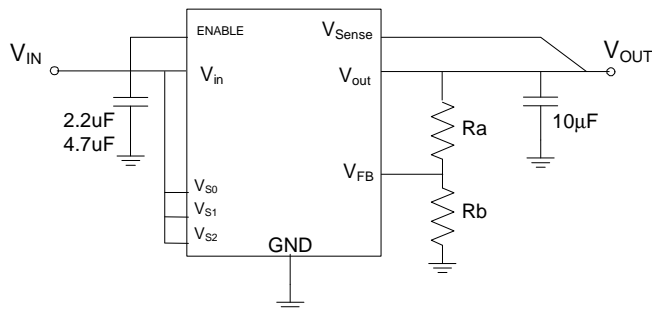 ENABLE
V_Sense
V_IN
V_in
V_out
V_OUT
2.2uF
4.7uF
Ra
10μF
V_FB
V_S0
V_S1
V_S2
Rb
GND